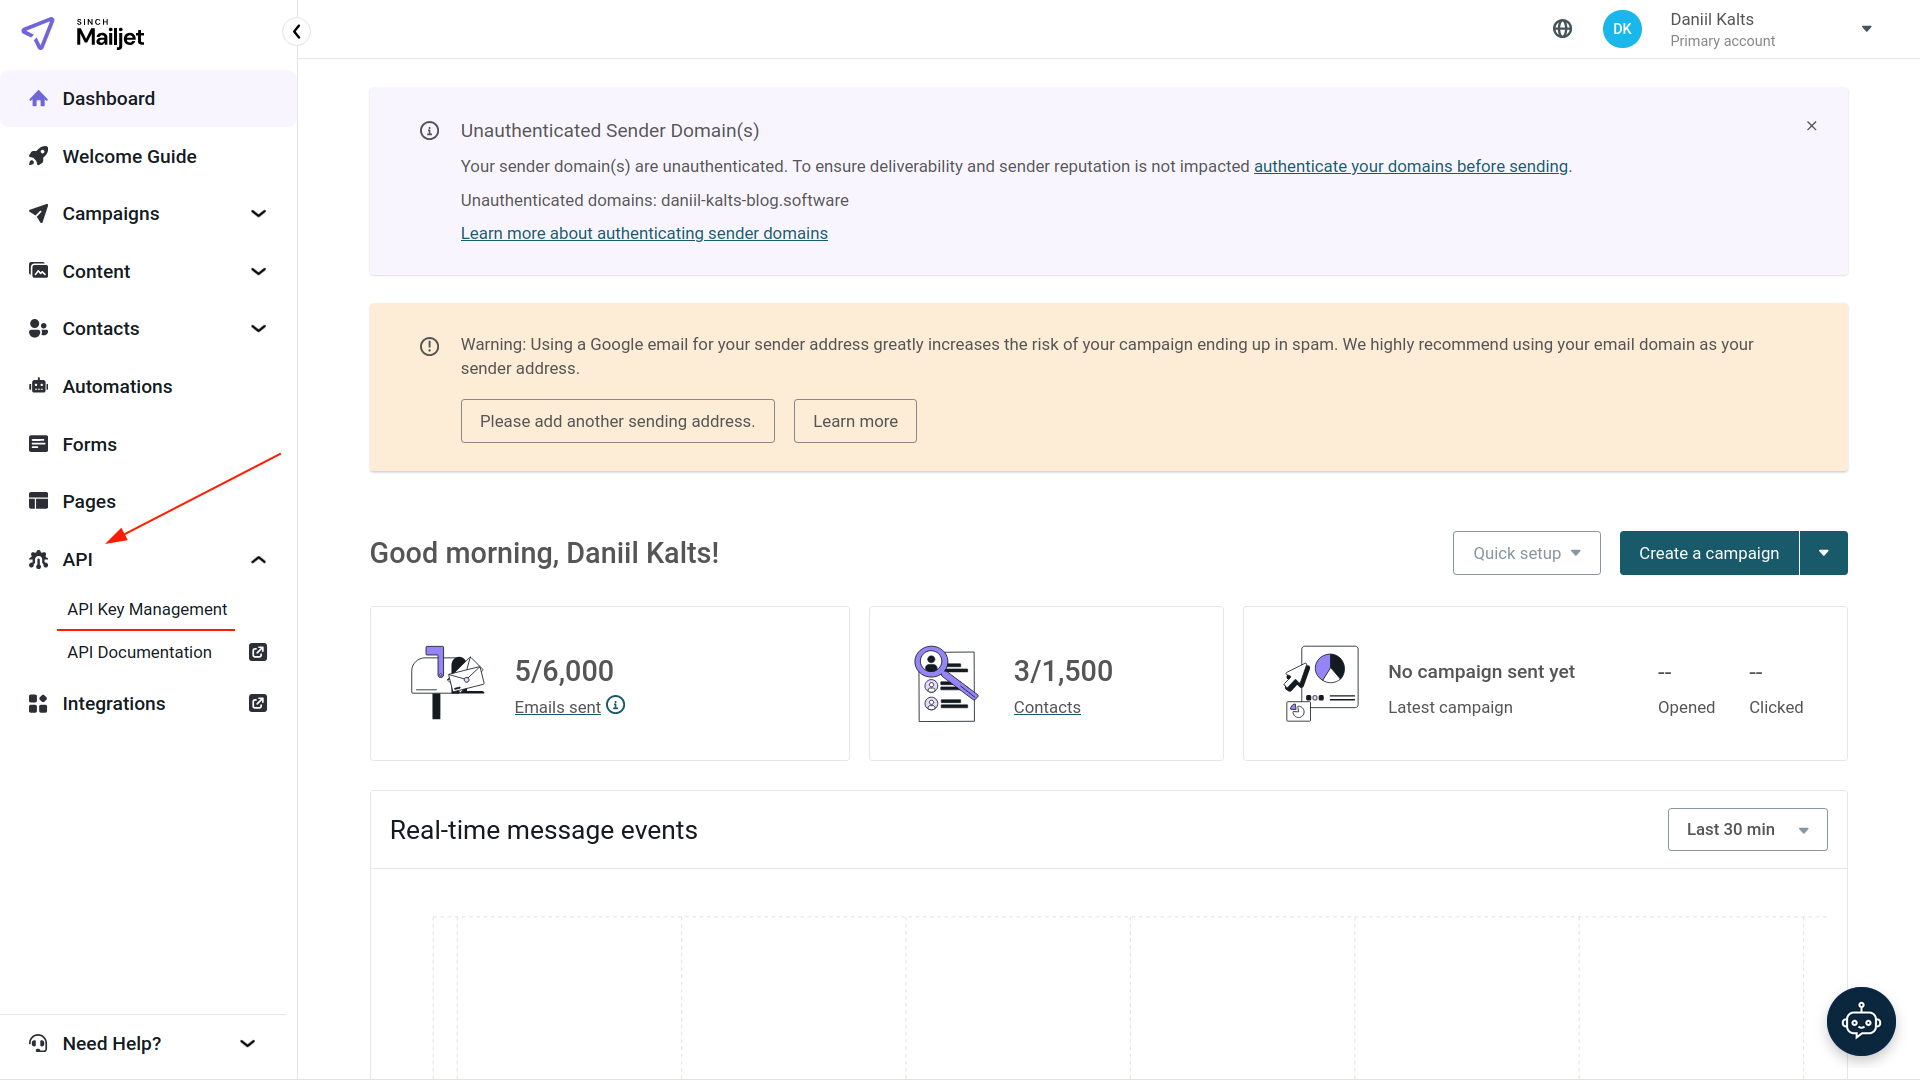 SINCH
Mailjet
Dashboard
Welcome Guide
Campaigns
Content
Contacts
Automations
Forms
Pages
API
API Key Management
API Documentation
Integrations
Need Help?
DK
Daniil Kalts
Primary account
Unauthenticated Sender Domain(s)
Your sender domain(s) are unauthenticated. To ensure deliverability and sender reputation is not impacted authenticate your domains before sending.
Unauthenticated domains: daniil-kalts-blog.software
Learn more about authenticating sender domains
Warning: Using a Google email for your sender address greatly increases the risk of your campaign ending up in spam. We highly recommend using your email domain as your
sender address.
Please add another sending address.
Learn more
Good morning, Daniil Kalts!
Quick setup
Create a campaign
5/6,000
Emails sent
3/1,500
Contacts
No campaign sent yet
Latest campaign
--
Opened
--
Clicked
Real-time message events
Last 30 min